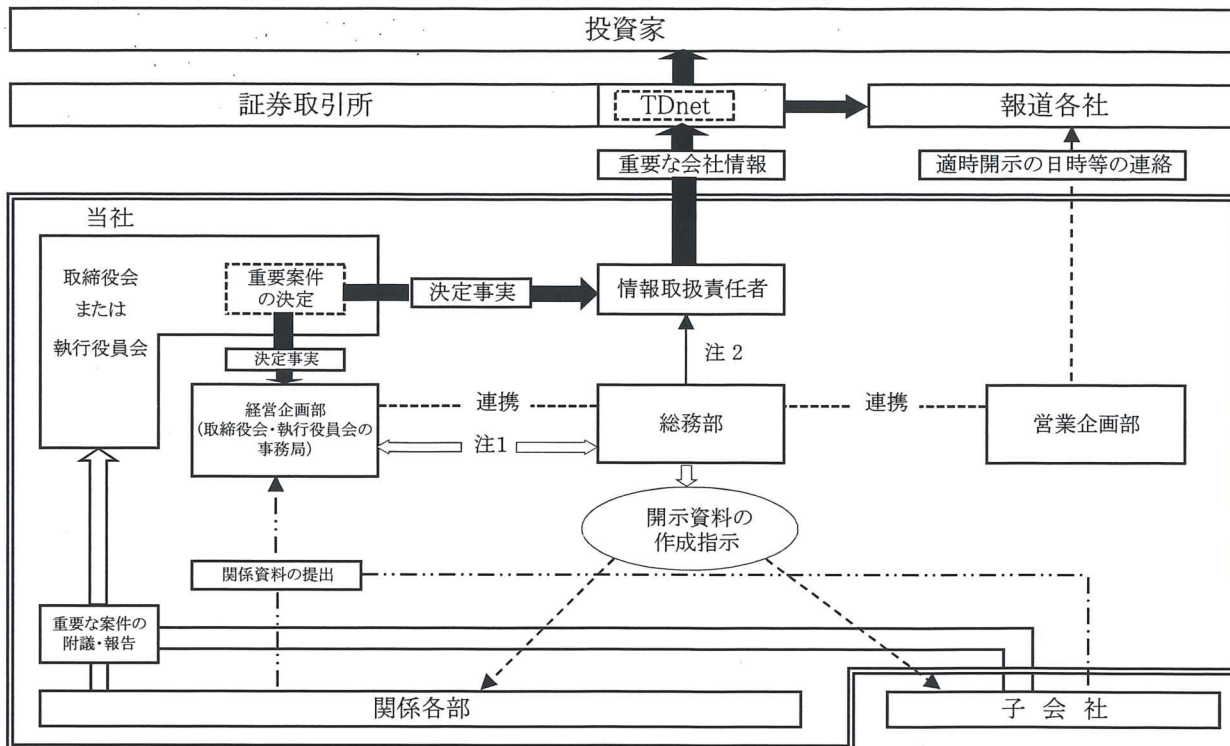 投資家
証券取引所
TDnet
報道各社
重要な会社情報
適時開示の日時等の連絡
当社
取締役会
または
執行役員会
重要案件
の決定
決定事実
情報取扱責任者
決定事実
注2
経営企画部
(取締役会・執行役員会の
事務局)
連携
総務部
連携
営業企画部
注1
開示資料の
作成指示
関係資料の提出
重要な案件の
附議・報告
関係各部
子会社